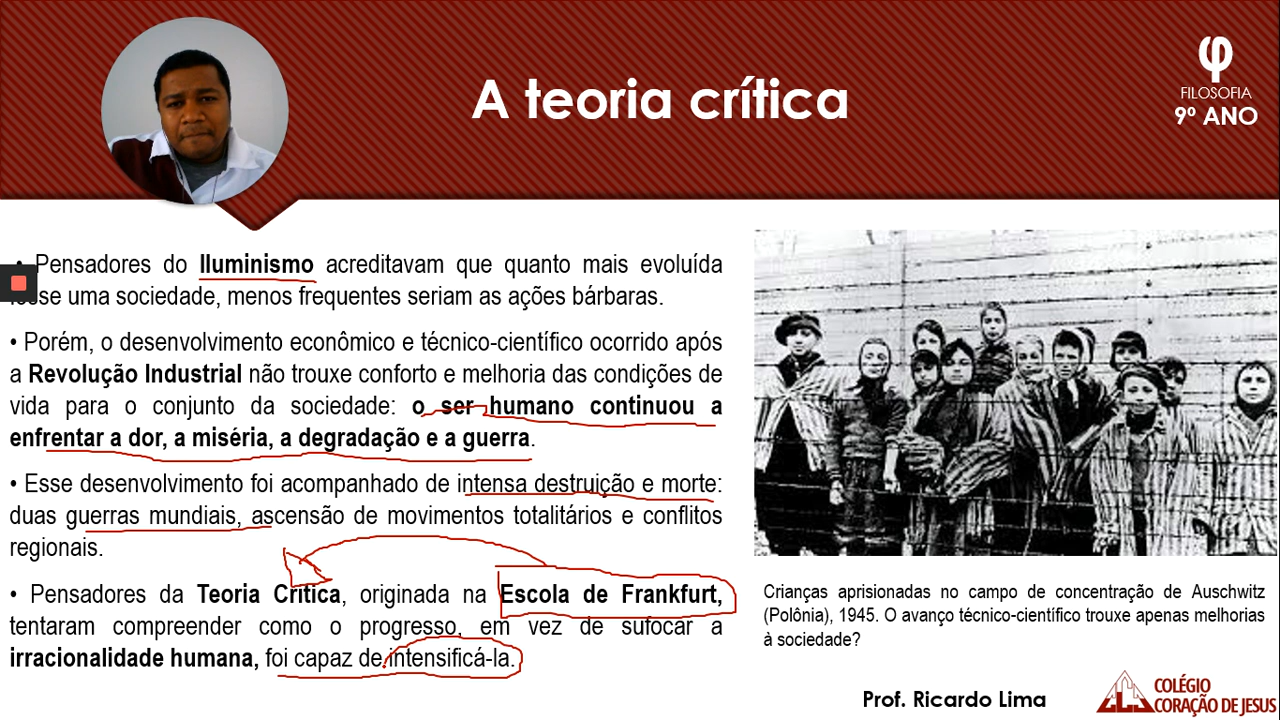 A teoria crítica
φ
FILOSOFIA
9º ANO
• Pensadores do Iluminismo acreditavam que quanto mais evoluída
uma sociedade, menos frequentes seriam as ações bárbaras.
• Porém, o desenvolvimento econômico e técnico-científico ocorrido após
a Revolução Industrial não trouxe conforto e melhoria das condições de
vida para o conjunto da sociedade: o ser humano continuou a
enfrentar a dor, a miséria, a degradação e a guerra.
• Esse desenvolvimento foi acompanhado de intensa destruição e morte:
duas guerras mundiais, ascensão de movimentos totalitários e conflitos
regionais.
• Pensadores da Teoria Crítica, originada na Escola de Frankfurt,
tentaram compreender como o progresso, em vez de sufocar a
irracionalidade humana, foi capaz de intensificá-la.
Crianças aprisionadas no campo de concentração de Auschwitz
(Polônia), 1945. O avanço técnico-científico trouxe apenas melhorias
à sociedade?
Prof. Ricardo Lima
COLÉGIO
CORAÇÃO DE JESUS